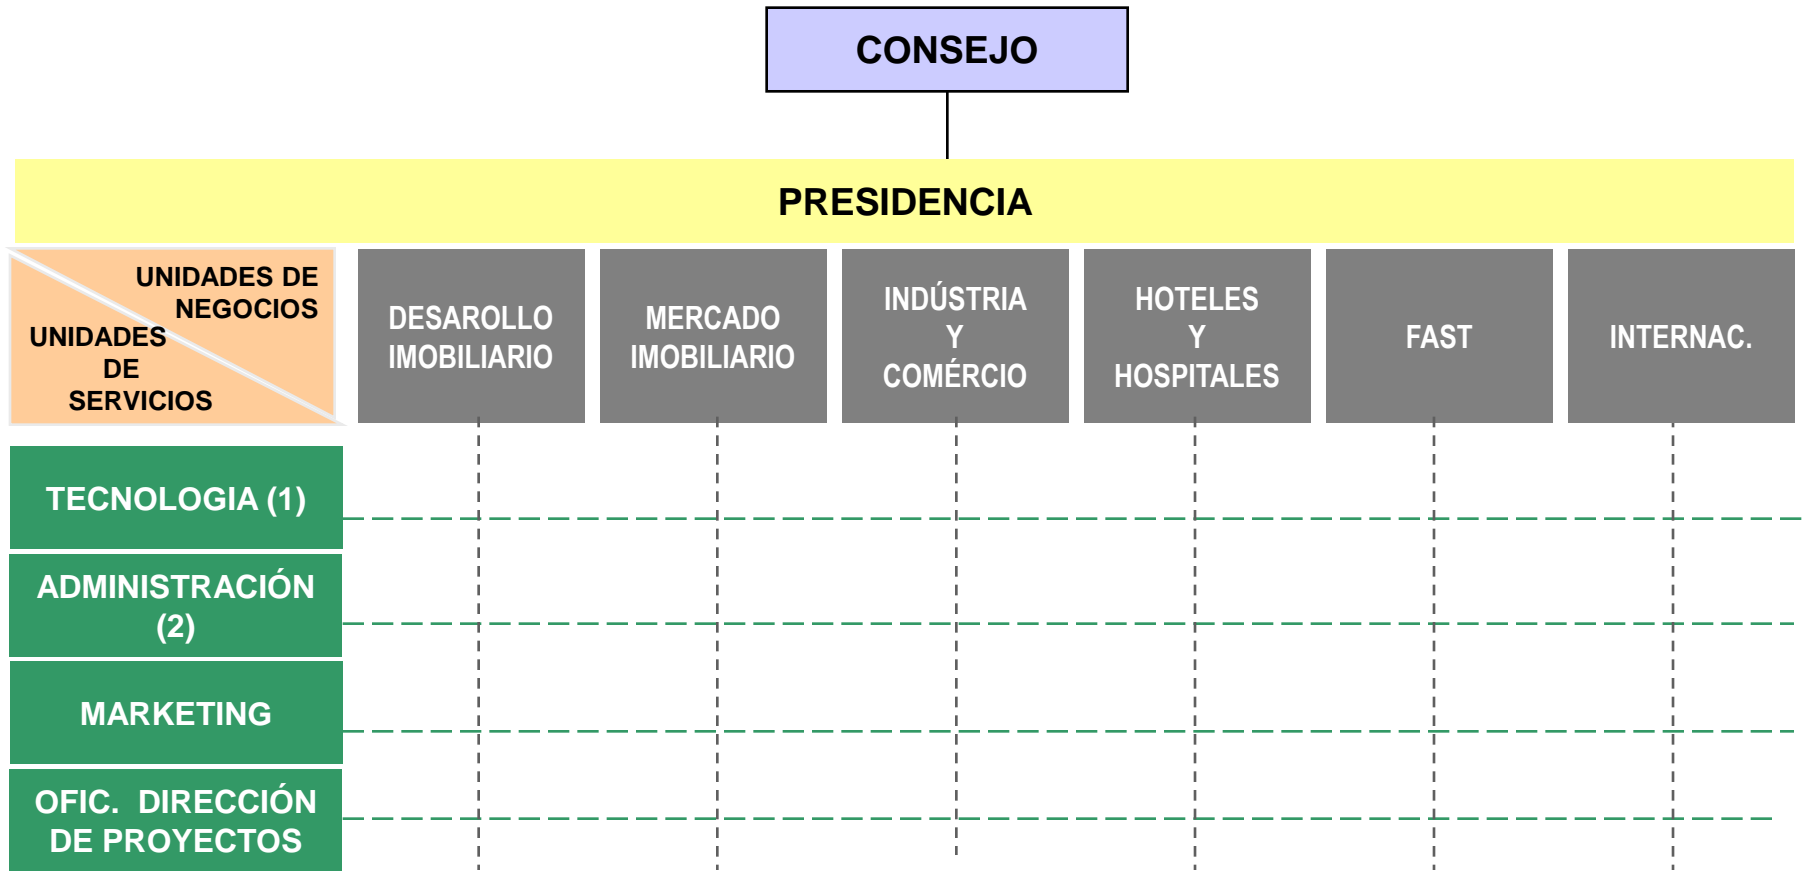 CONSEJO
PRESIDENCIA
UNIDADES DE
NEGOCIOS
UNIDADES
DE
SERVICIOS
DESAROLLO
IMOBILIARIO
MERCADO
IMOBILIARIO
INDÚSTRIA
Y
COMÉRCIO
HOTELES
Y
HOSPITALES
FAST
INTERNAC.
TECNOLOGIA (1)
ADMINISTRACIÓN
(2)
MARKETING
OFIC. DIRECCIÓN
DE PROYECTOS